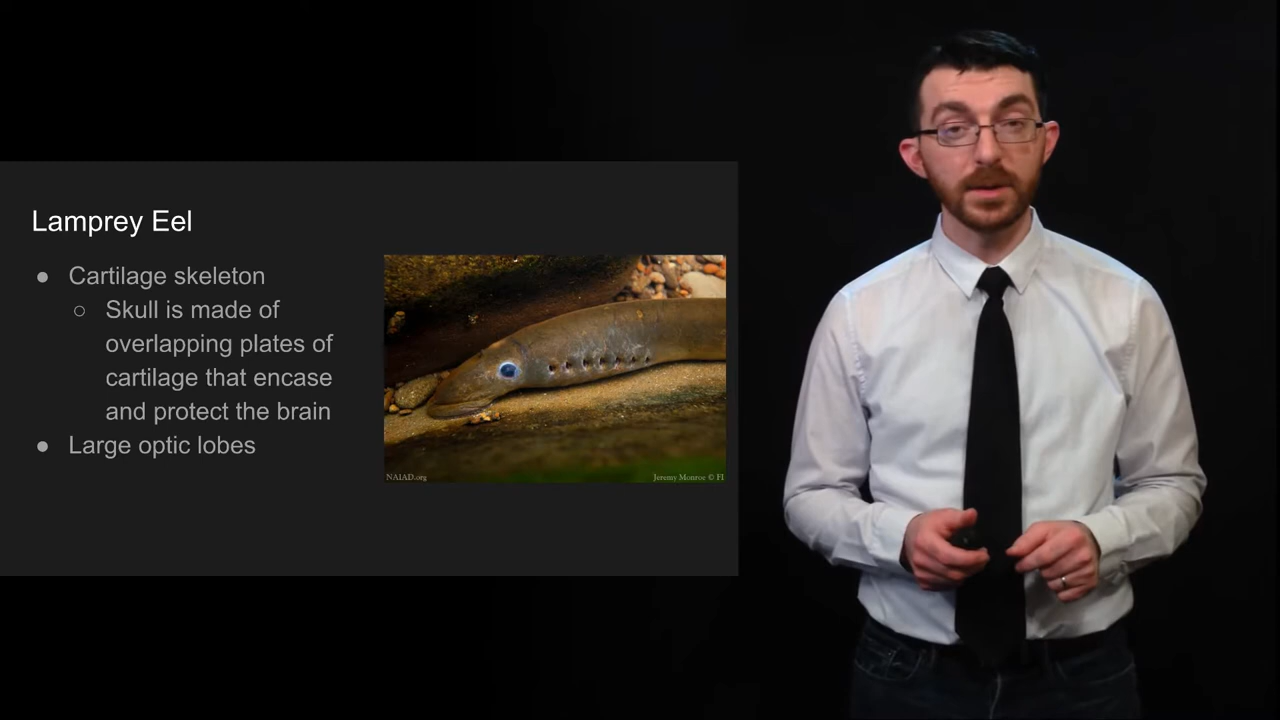 Lamprey Eel
● Cartilage skeleton
○ Skull is made of
overlapping plates of
cartilage that encase
and protect the brain
● Large optic lobes
NAIAD.org
Jeremy Monroe © FI